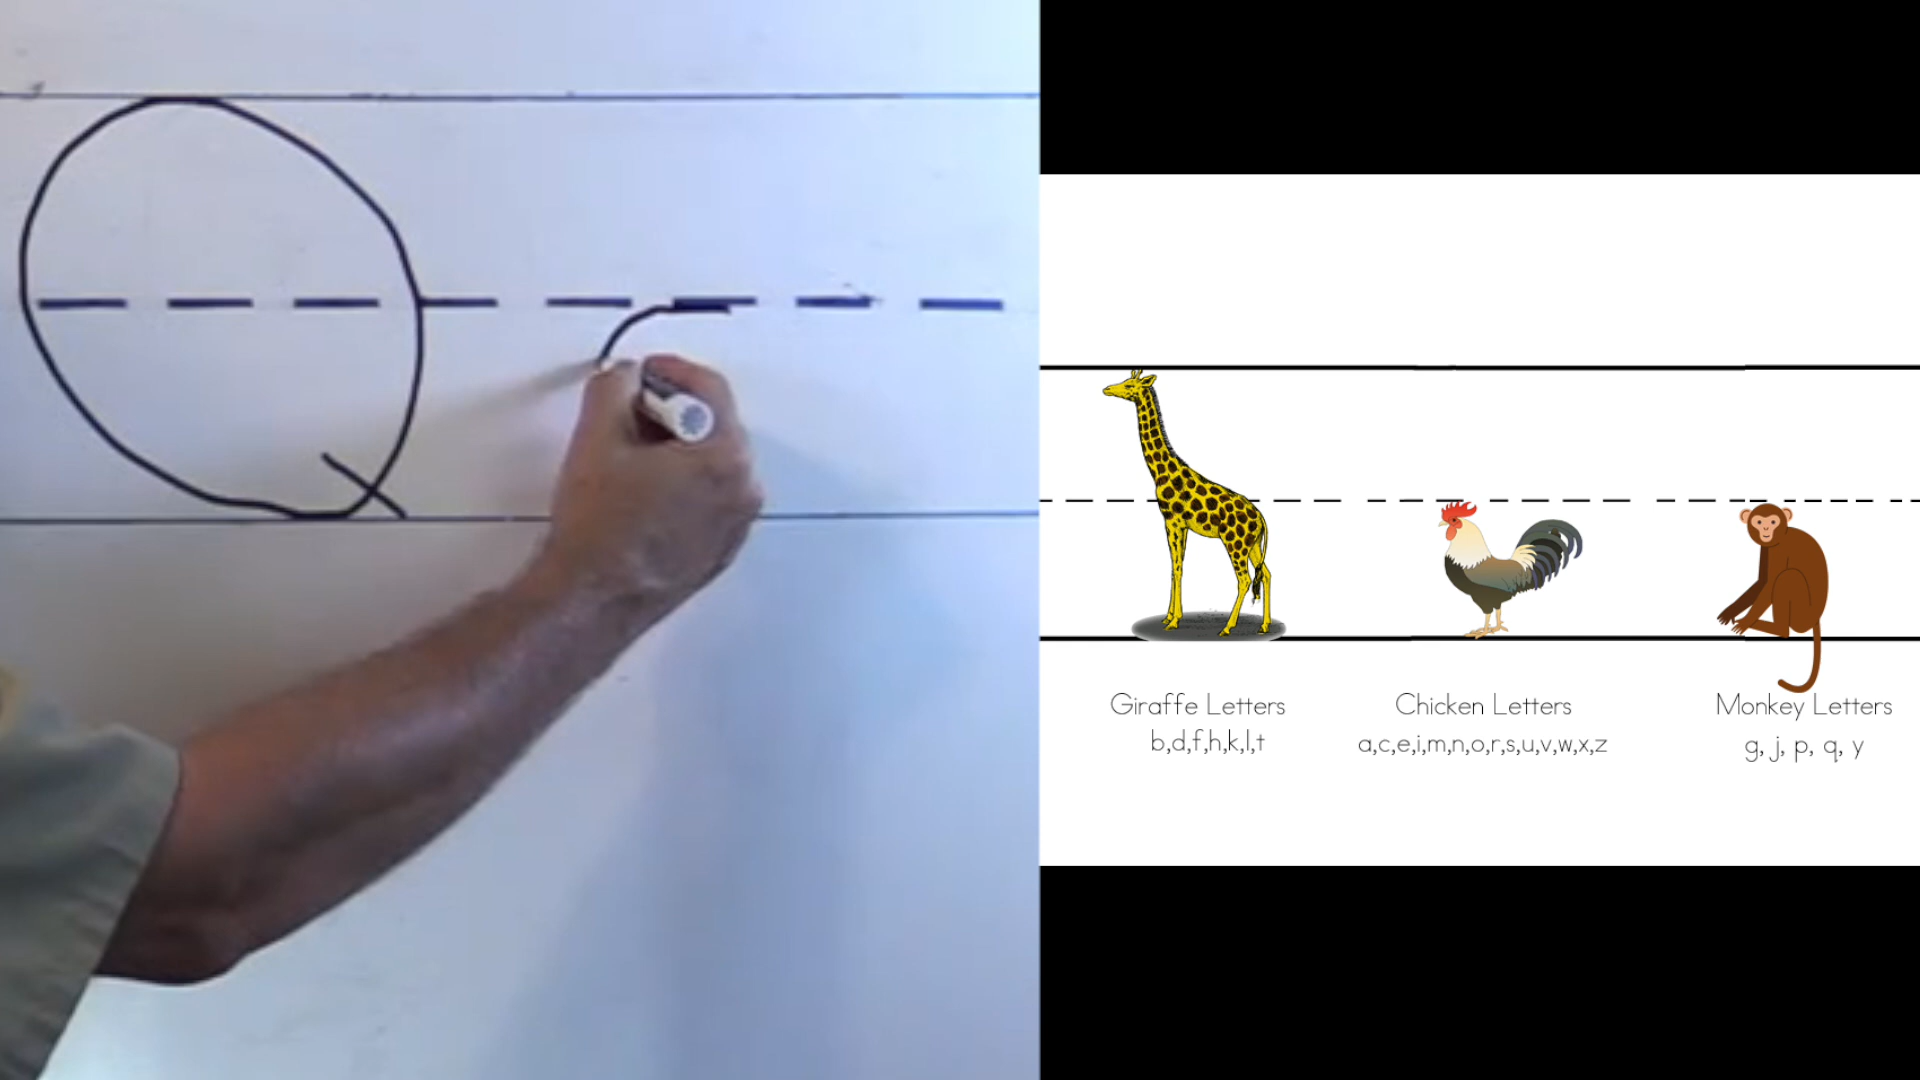 Q
Giraffe Letters
b,d,f,h,k,l,t
Chicken Letters
a,c,e,i,m,n,o,r,s,u,v,w,x,z
Monkey Letters
g, j, p, q, y